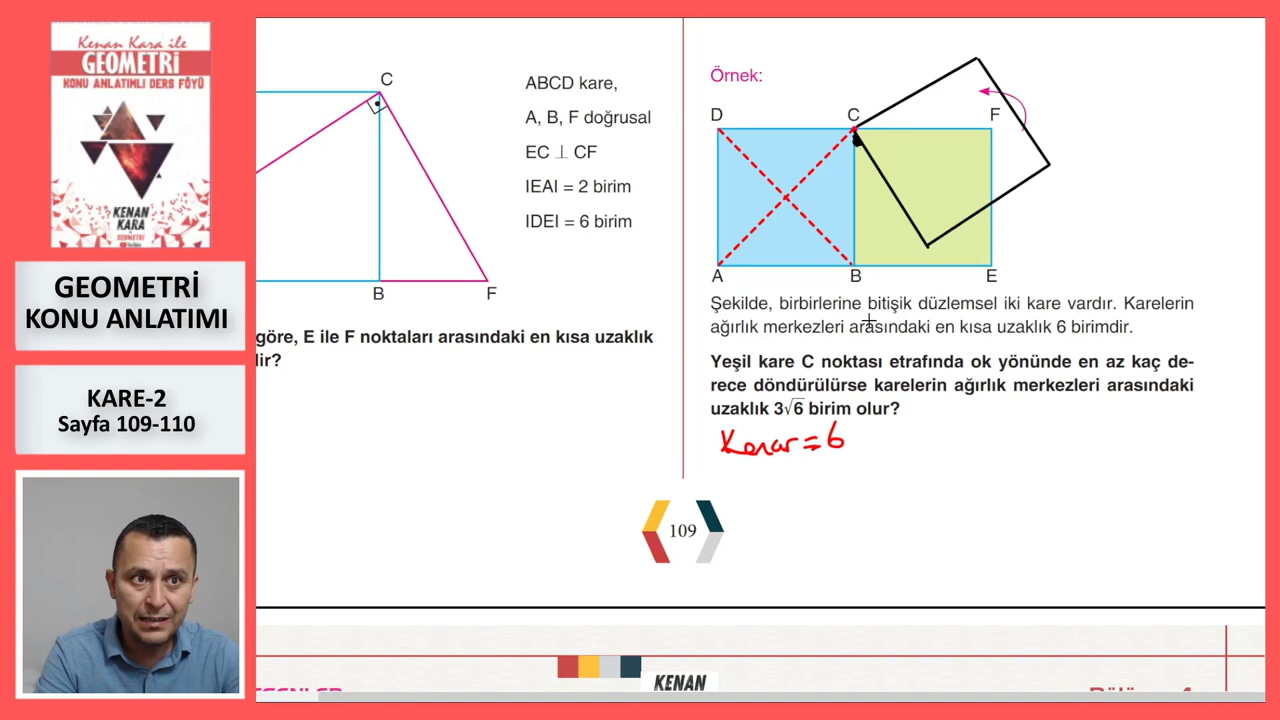 Kenan Kara ile
GEOMETRİ
KONU ANLATIMLI DERS FÖYÜ
KENAN
KARA
GEOMETRİ
KONU ANLATIMI
KARE-2
Sayfa 109-110
C
B
F
ABCD kare,
A, B, F doğrusal
EC ⊥ CF
IEAI = 2 birim
IDEI = 6 birim
göre, E ile F noktaları arasındaki en kısa uzaklık
dir?
Örnek:
D
C
F
A
B
E
Şekilde, birbirlerine bitişik düzlemsel iki kare vardır. Karelerin
ağırlık merkezleri arasındaki en kısa uzaklık 6 birimdir.
Yeşil kare C noktası etrafında ok yönünde en az kaç de-
rece döndürülürse karelerin ağırlık merkezleri arasındaki
uzaklık 3√6 birim olur?
Kenar = 6
109
KENAN